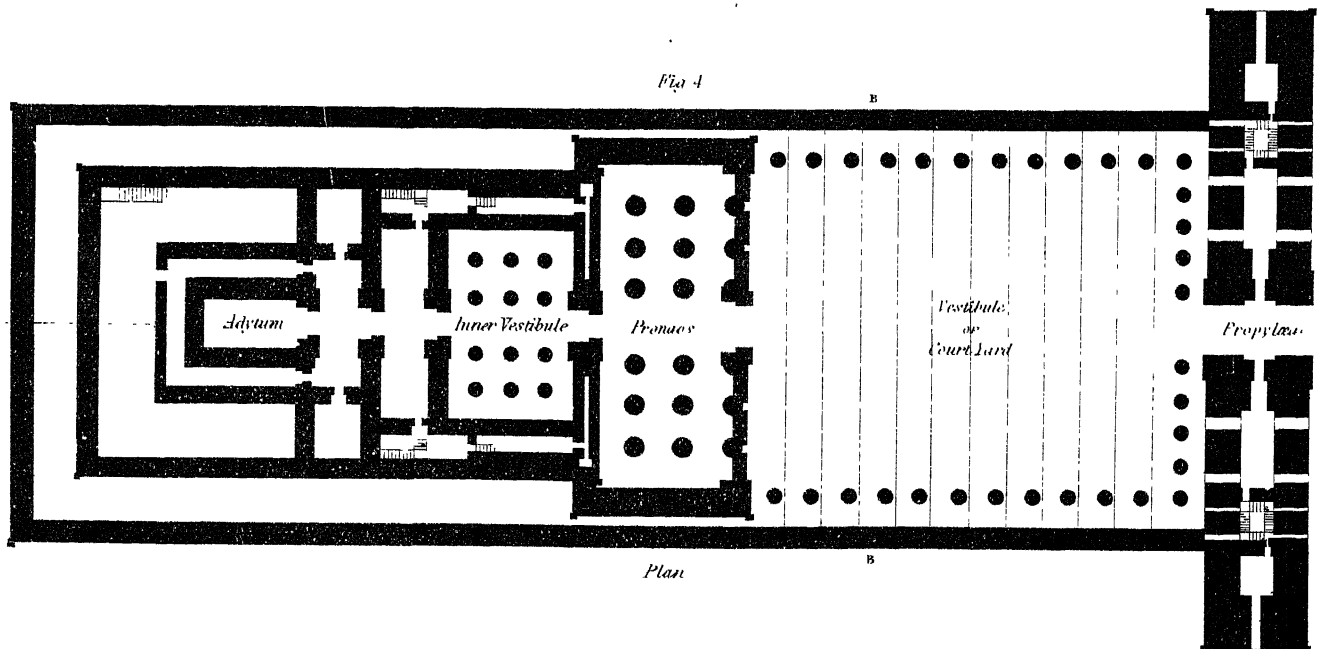 Fig 4
B
Adytum
Inner Vestibule
Pronaos
Vestibule
or
Court Yard
Propylæa
B
Plan